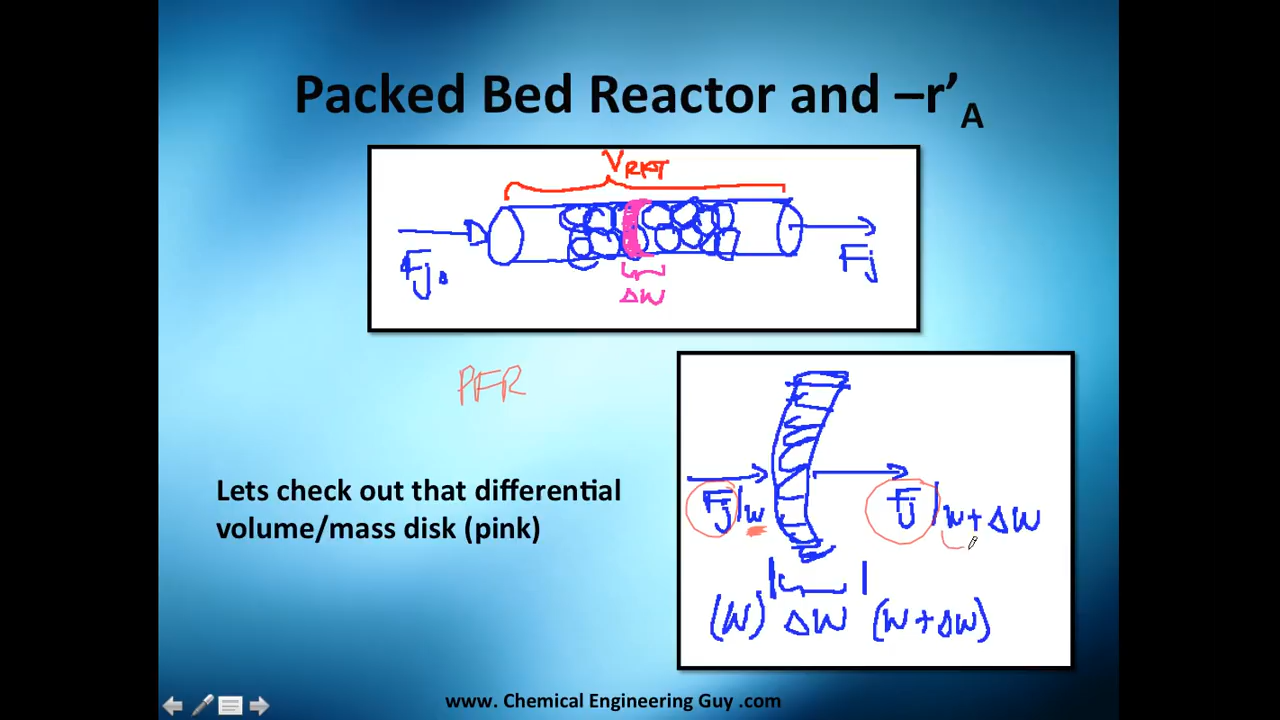 Packed Bed Reactor and –r’A
VRXT
Fj₀
Fj
ΔW
PFR
Lets check out that differential
volume/mass disk (pink)
Fj|w
Fj|w+ΔW
(W) ΔW (W+ΔW)
www. Chemical Engineering Guy .com